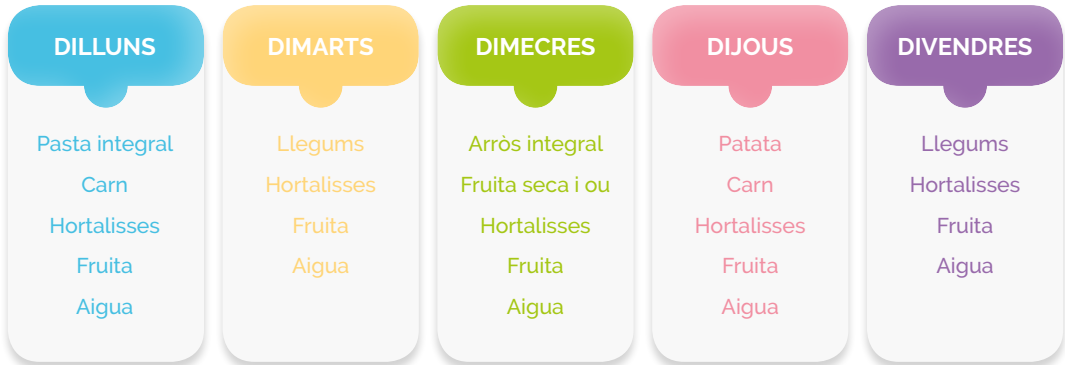 DILLUNS
Pasta integral
Carn
Hortalisses
Fruita
Aigua
DIMARTS
Llegums
Hortalisses
Fruita
Aigua
DIMECRES
Arròs integral
Fruita seca i ou
Hortalisses
Fruita
Aigua
DIJOUS
Patata
Carn
Hortalisses
Fruita
Aigua
DIVENDRES
Llegums
Hortalisses
Fruita
Aigua